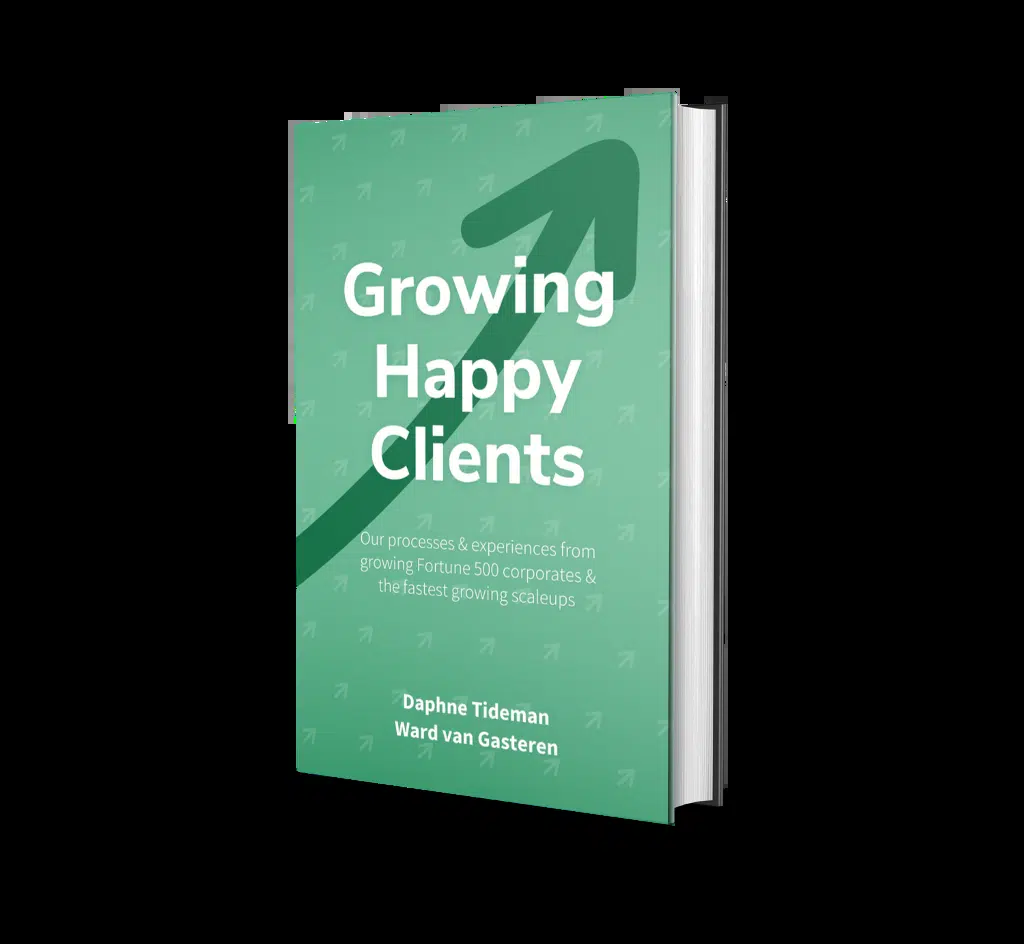 Growing
Happy
Clients
Our processes & experiences from
growing Fortune 500 corporates &
the fastest growing scaleups
Daphne Tideman
Ward van Gasteren